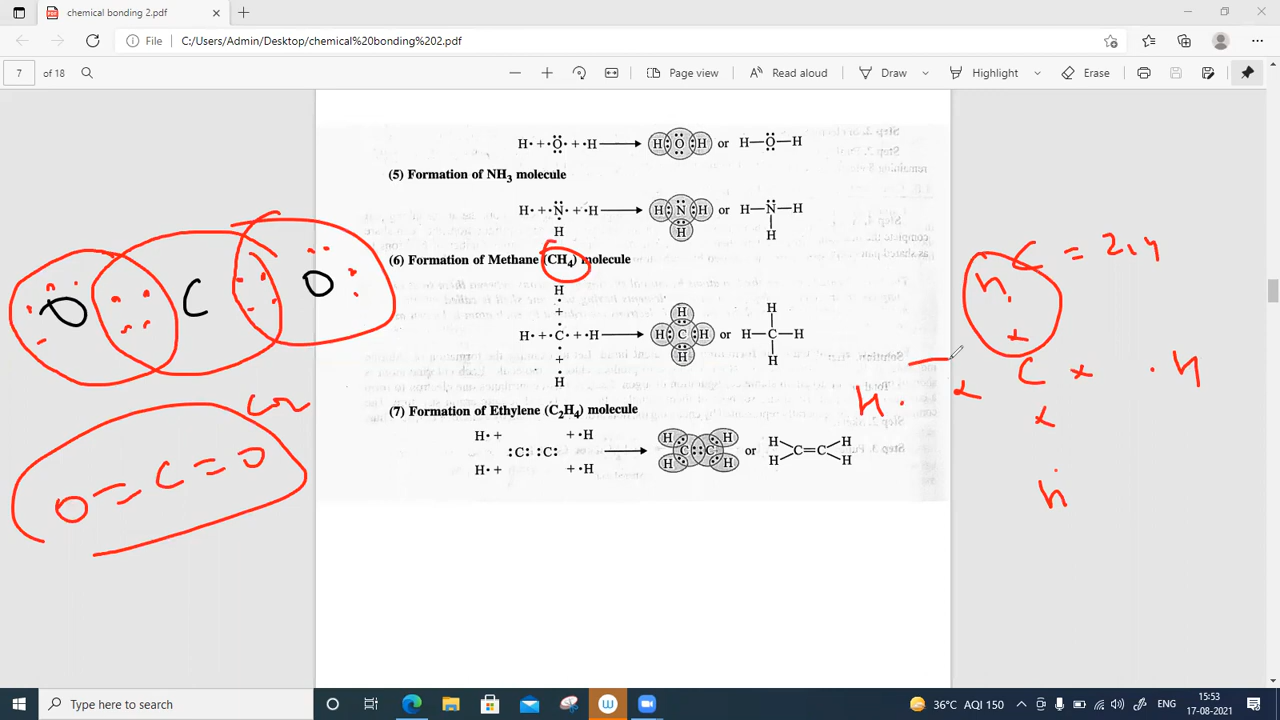 chemical bonding 2.pdf
File C:/Users/Admin/Desktop/chemical%20bonding%202.pdf
7 of 18 Page view Read aloud Draw Highlight Erase
H· + ·Ö· + ·H → H O H or H—O—H
(5) Formation of NH3 molecule
H· + ·N· + ·H → H N H or H—N—H
H H H
(6) Formation of Methane (CH4) molecule
H
+
H· + ·C· + ·H → H C H or H—C—H
H H
H H
+
H
(7) Formation of Ethylene (C2H4) molecule
H· + + ·H
:C: :C: → C C or C=C
H· + + ·H
H H H H
H H H H
O C O
O=C=O
C = 2,4
H
H· C ·H
H
Type here to search
36°C AQI 150
15:53
17-08-2021